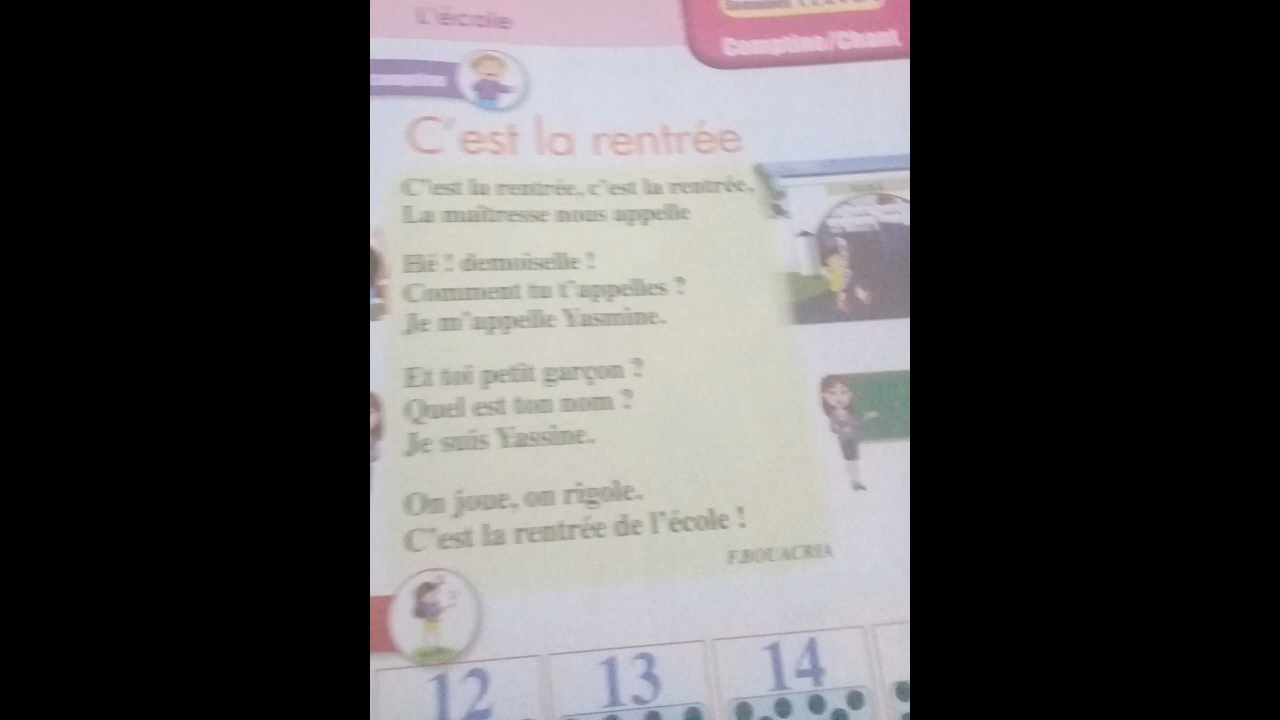 L'école
Comptine/Chant
C'est la rentrée
C'est la rentrée, c'est la rentrée.
La maîtresse nous appelle
Hé ! demoiselle !
Comment tu t'appelles ?
Je m'appelle Yasmine.
Et toi petit garçon ?
Quel est ton nom ?
Je suis Yassine.
On joue, on rigole.
C'est la rentrée de l'école !
F.BOUACRIA
12 13 14